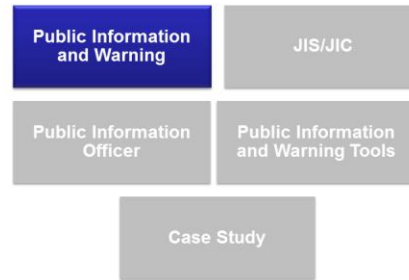 Public Information
and Warning
JIS/JIC
Public Information
Officer
Public Information
and Warning Tools
Case Study